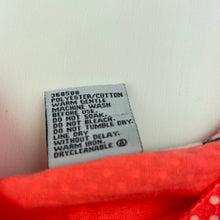 368500
POLYESTER/COTTON
WARM GENTLE
MACHINE WASH
BEFORE USE.
DO NOT SOAK.
DO NOT BLEACH.
DO NOT TUMBLE DRY.
LINE DRY
WITHOUT DELAY.
WARM IRON.
DRYCLEANABLE Ⓐ